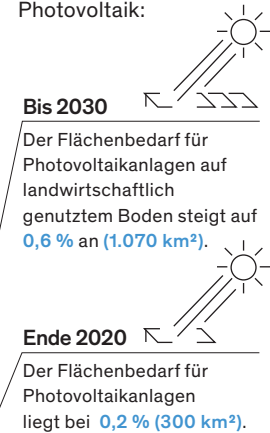 Photovoltaik:
Bis 2030
Der Flächenbedarf für
Photovoltaikanlagen auf
landwirtschaftlich
genutztem Boden steigt auf
0,6 % an (1.070 km²).
Ende 2020
Der Flächenbedarf für
Photovoltaikanlagen
liegt bei 0,2 % (300 km²).